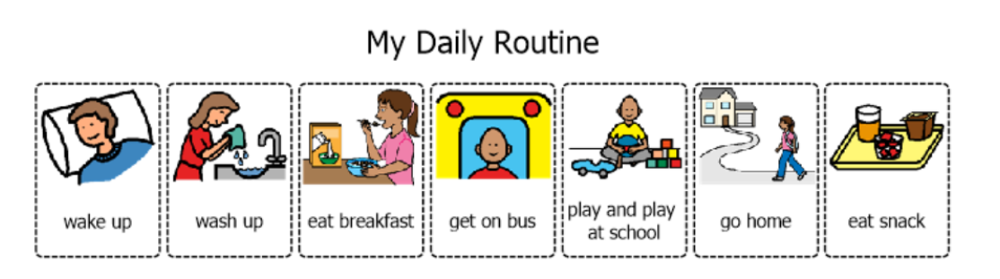 My Daily Routine
wake up
wash up
eat breakfast
get on bus
play and play
at school
go home
eat snack